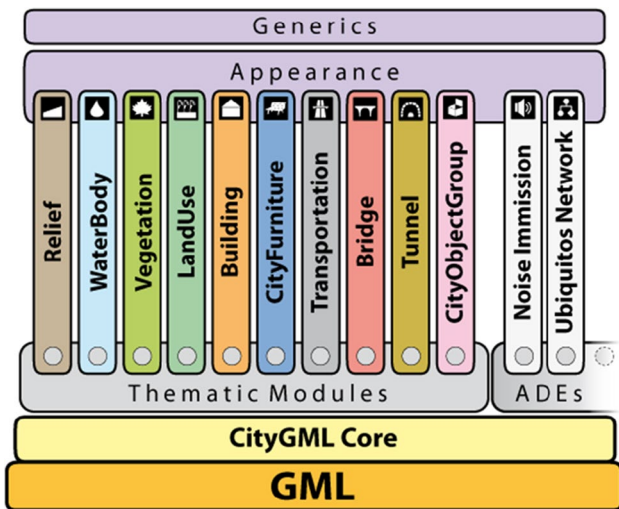 Generics
Appearance
Relief
WaterBody
Vegetation
LandUse
Building
CityFurniture
Transportation
Bridge
Tunnel
CityObjectGroup
Noise Immission
Ubiquitos Network
Thematic Modules
ADEs
CityGML Core
GML